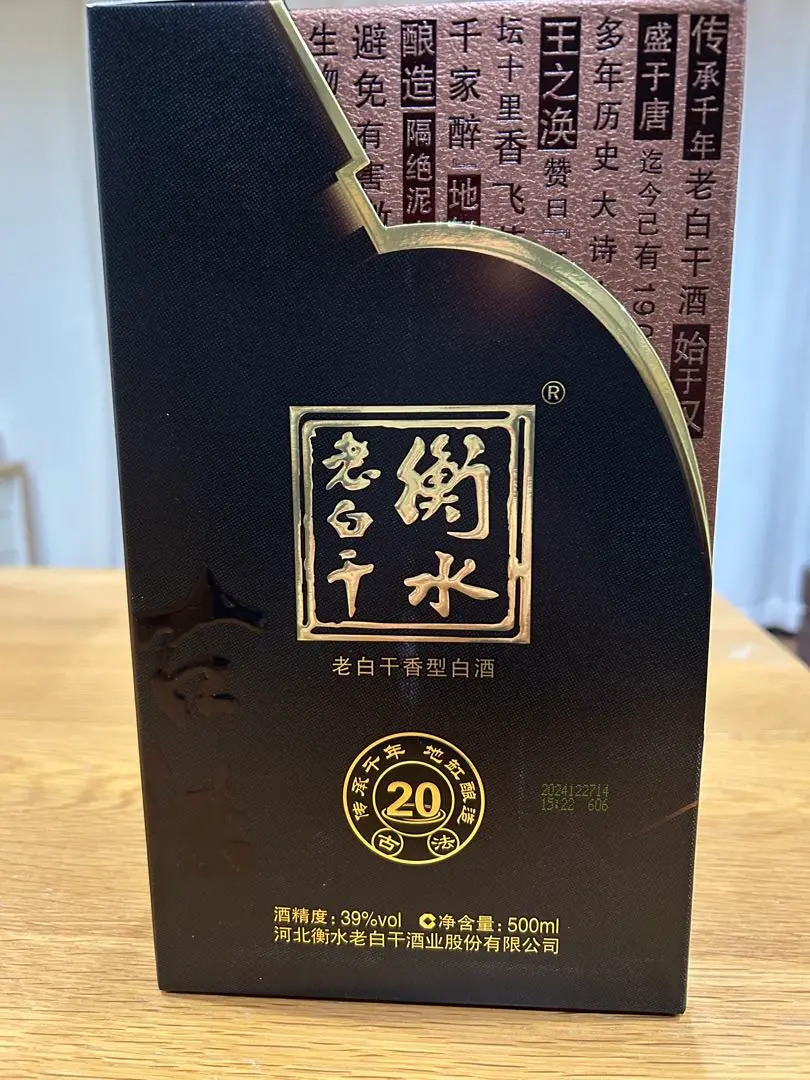 传承千年老白干酒始于汉
盛于唐 迄今已有19
多年历史 大诗
王之涣赞曰
坛十里香 飞
千家醉 地
酿造 隔绝泥
避免有害
生物
®
衡水
老白干
老白干香型白酒
传承千年 地缸酿造
20
古法
2024122714
15:22 606
酒精度:39%vol 净含量:500ml
河北衡水老白干酒业股份有限公司